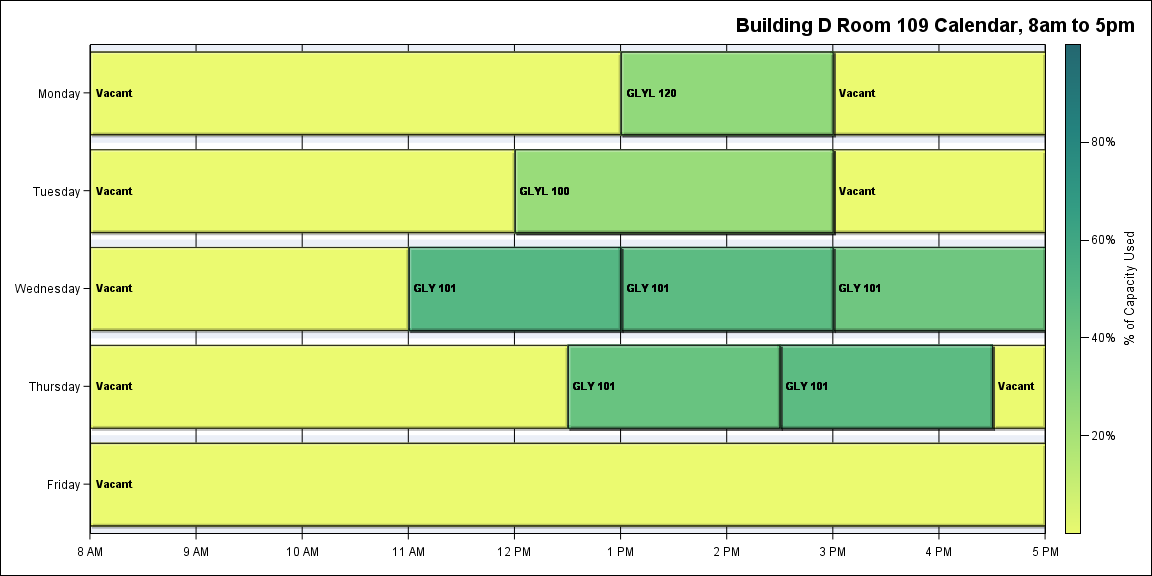 Building D Room 109 Calendar, 8am to 5pm
Monday
Vacant
GLYL 120
Vacant
Tuesday
Vacant
GLYL 100
Vacant
Wednesday
Vacant
GLY 101
GLY 101
GLY 101
Thursday
Vacant
GLY 101
GLY 101
Vacant
Friday
Vacant
8 AM
9 AM
10 AM
11 AM
12 PM
1 PM
2 PM
3 PM
4 PM
5 PM
80%
60%
40%
20%
% of Capacity Used